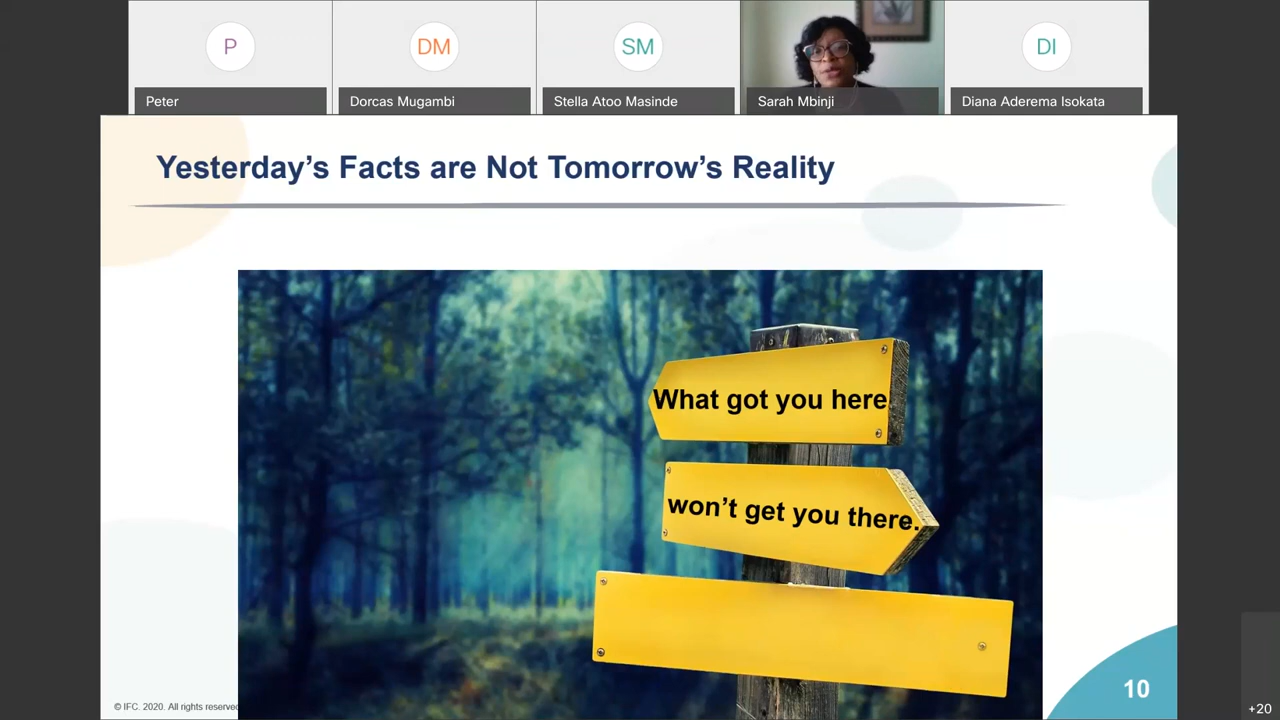 P
DM
SM
DI
Peter
Dorcas Mugambi
Stella Atoo Masinde
Sarah Mbinji
Diana Aderema Isokata
Yesterday's Facts are Not Tomorrow's Reality
What got you here
won't get you there.
© IFC. 2020. All rights reserve
10
+20